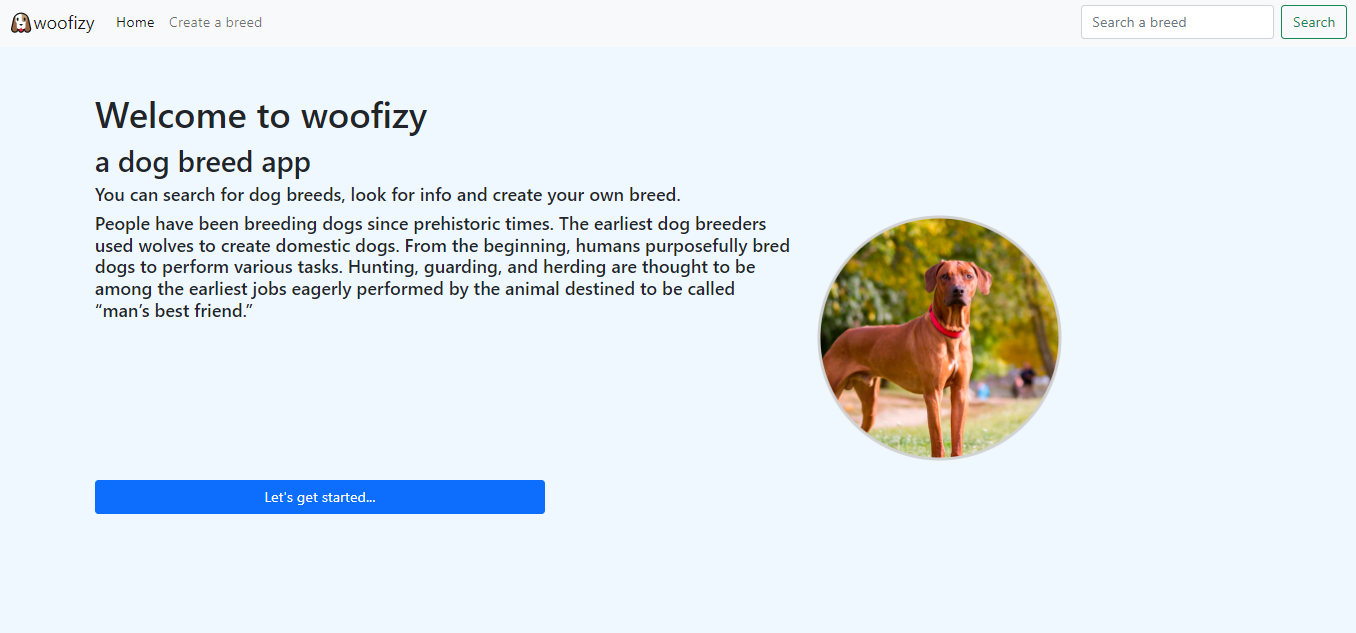 woofizy Home Create a breed Search a breed Search
Welcome to woofizy
a dog breed app
You can search for dog breeds, look for info and create your own breed.
People have been breeding dogs since prehistoric times. The earliest dog breeders
used wolves to create domestic dogs. From the beginning, humans purposefully bred
dogs to perform various tasks. Hunting, guarding, and herding are thought to be
among the earliest jobs eagerly performed by the animal destined to be called
“man’s best friend.”
Let's get started...